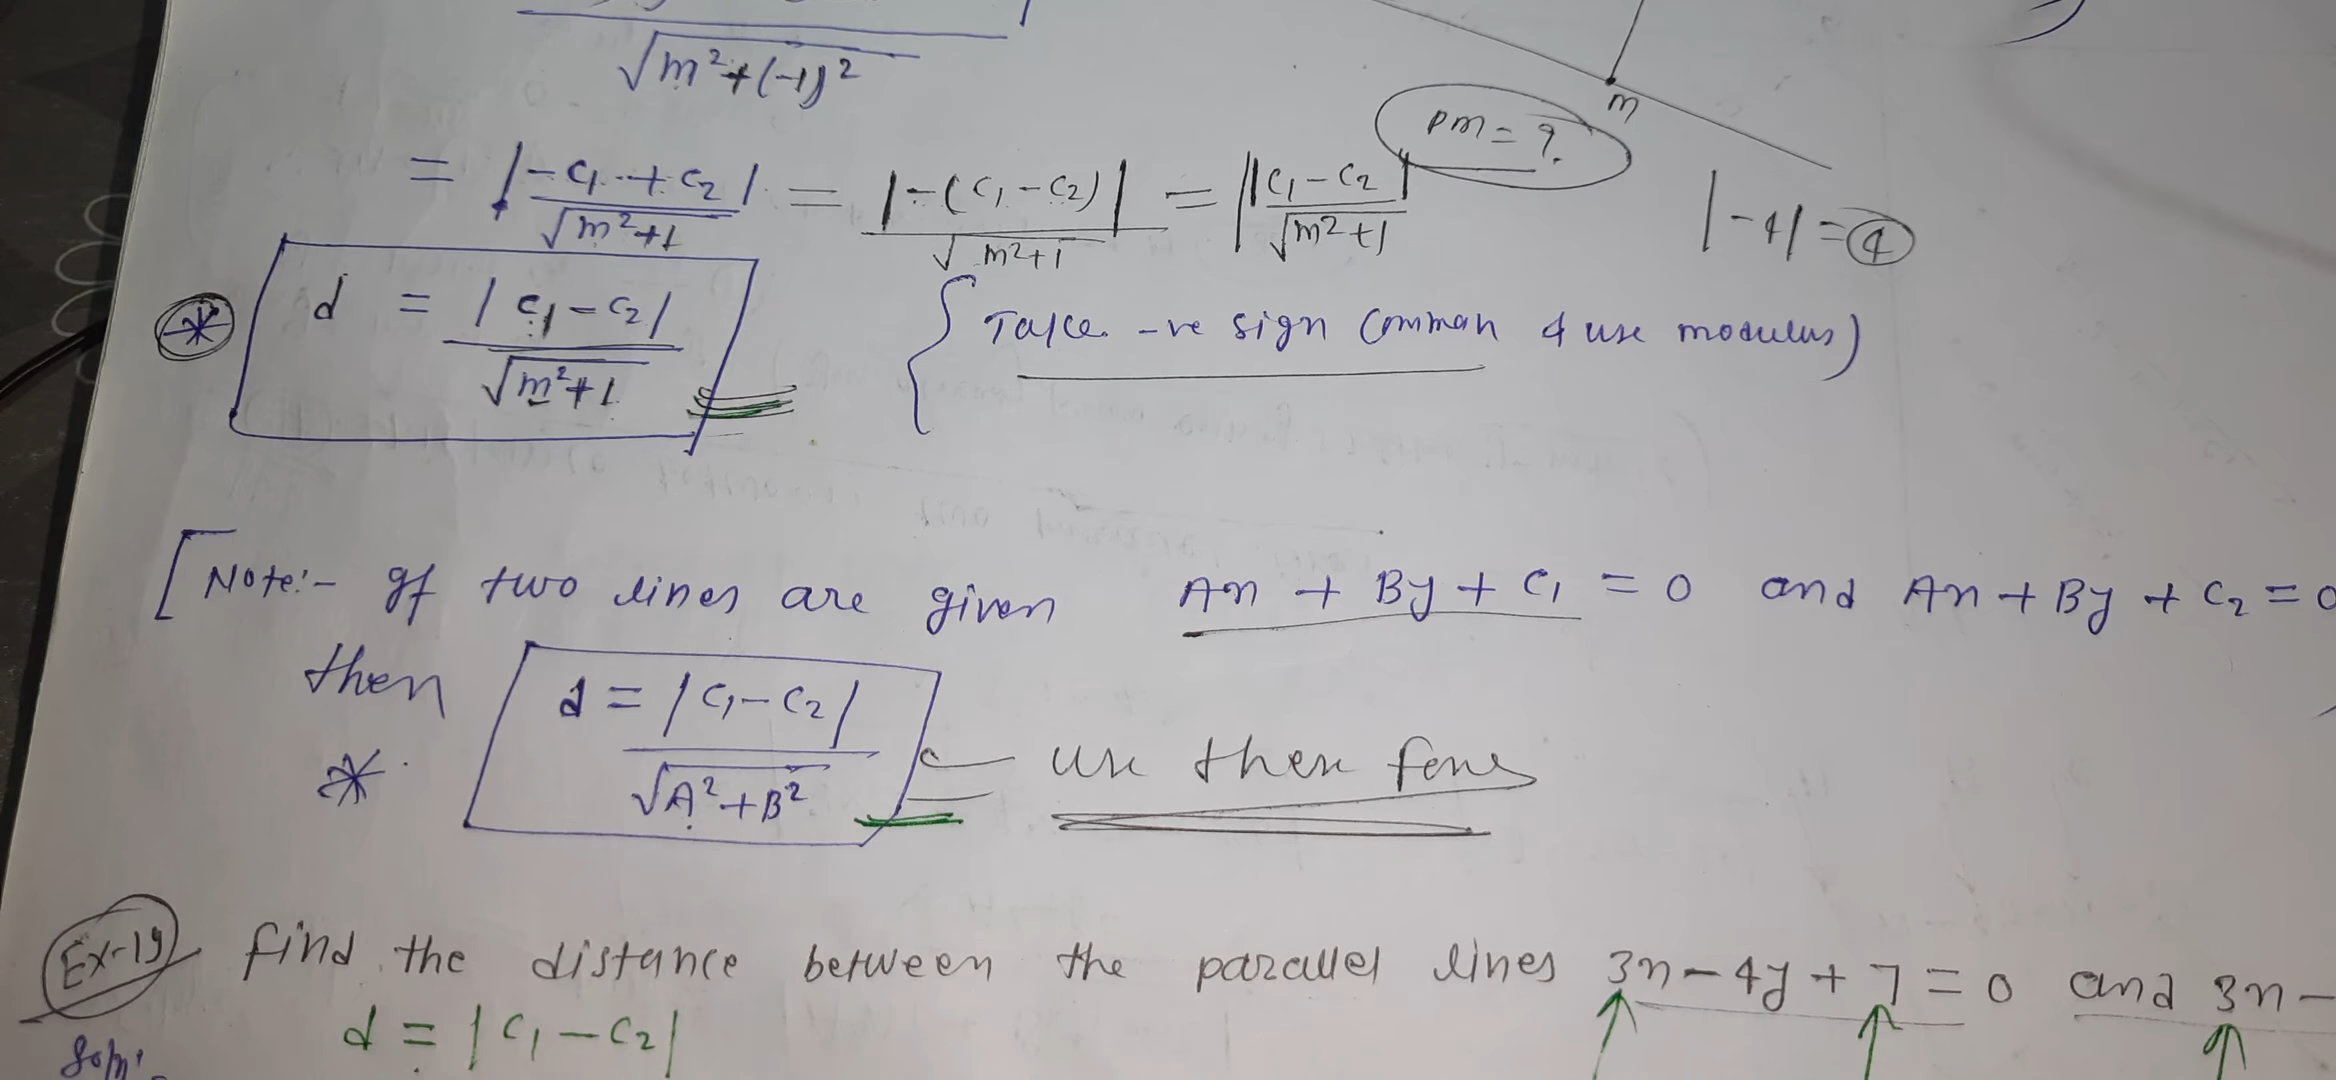 √m²+(-1)²
m
PM = ?
= |-C₁+C₂| / √m²+1 = |-(C₁-C₂)| / √m²+1 = ||C₁-C₂| / √m²+1| |-4| = 4
* d = |C₁-C₂| / √m²+1 { Take -ve sign common & use modulus)
[Note:- If two lines are given Ax + By + C₁ = 0 and Ax + By + C₂ = 0
then
* d = |C₁-C₂| / √A²+B² use these
Ex-19 find the distance between the parallel lines 3x-4y+7=0 and 3x-
Soln: d = |C₁-C₂|